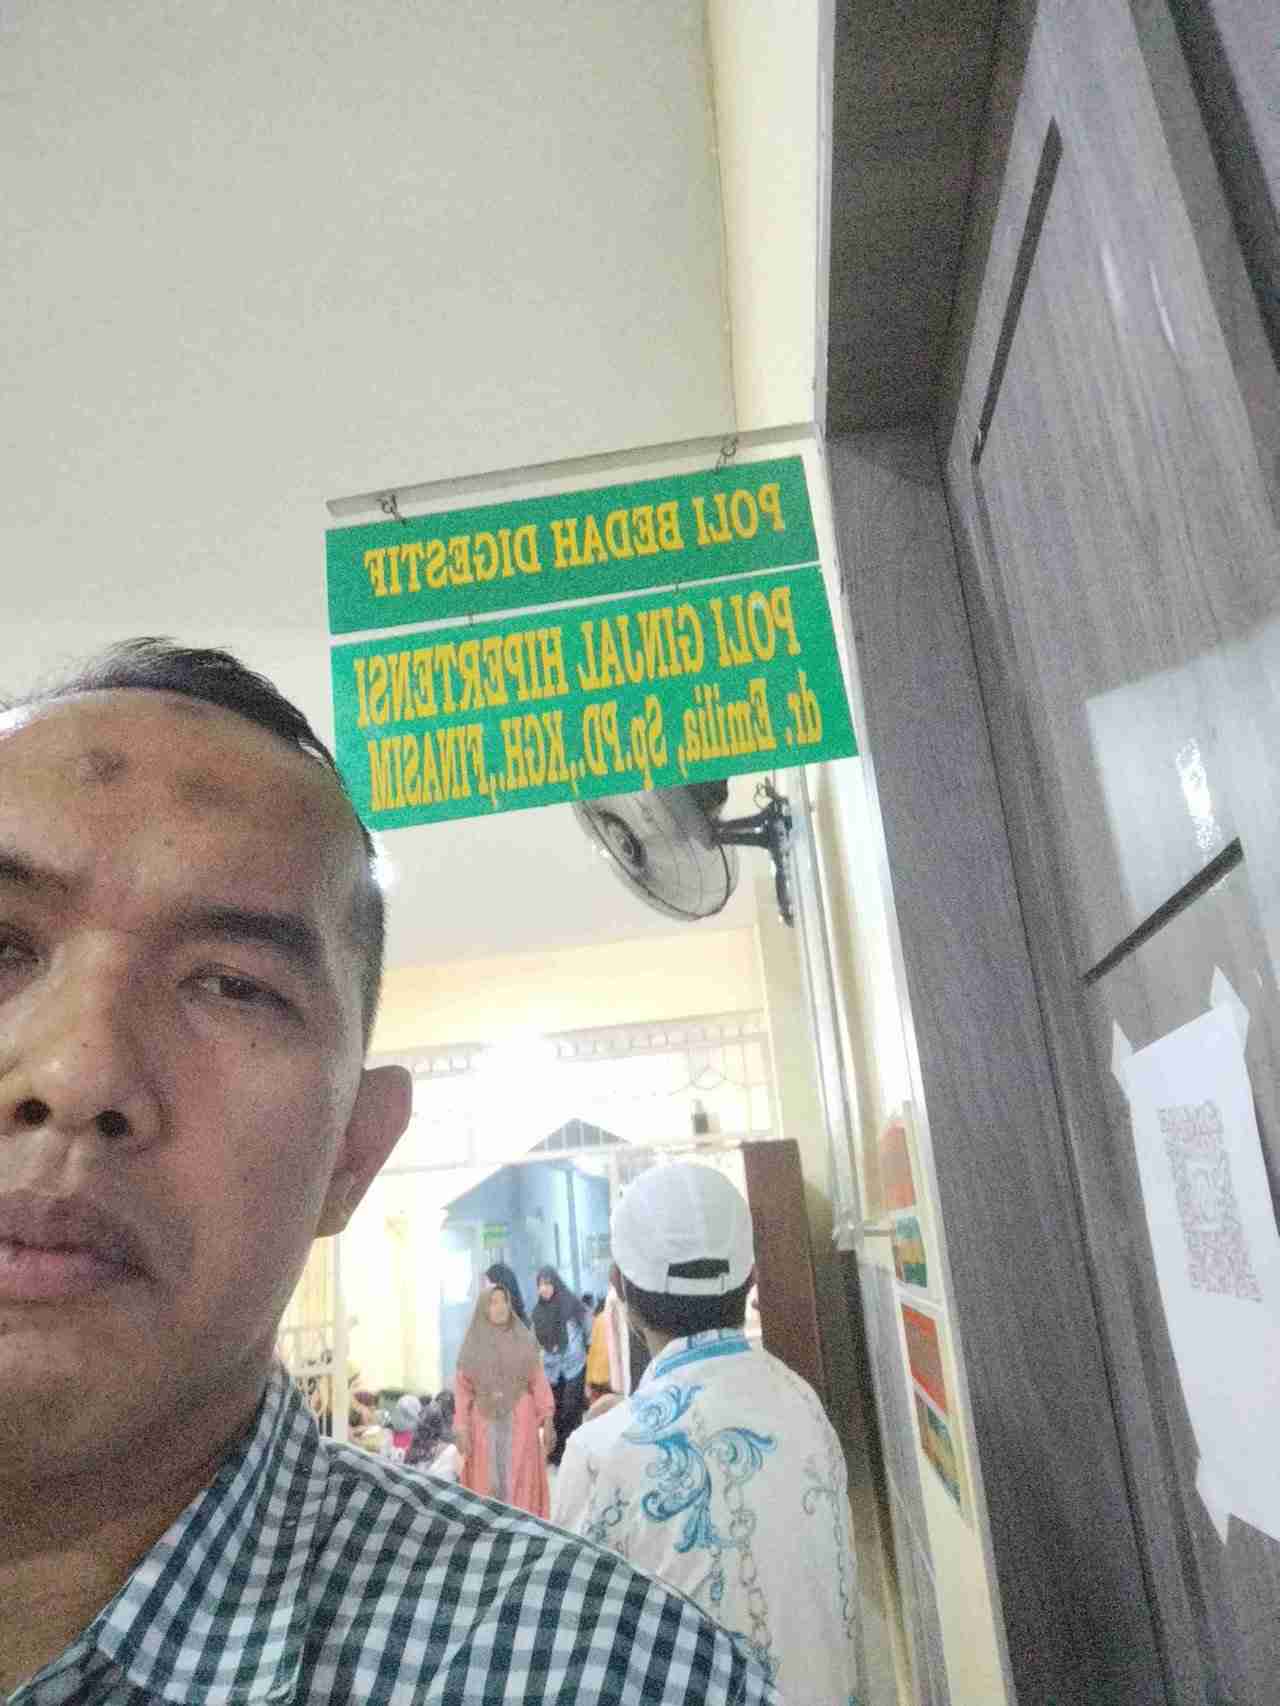 POLI BEDAH DIGESTIF
POLI GINJAL HIPERTENSI
dr. Emilia, Sp.PD.,KGH.,FINASIM